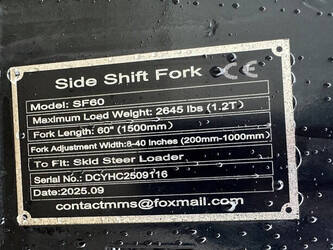 Side Shift Fork CE
Model: SF60
Maximum Load Weight: 2645 lbs (1.2T)
Fork Length: 60" (1500mm)
Fork Adjustment Width:8-40 Inches (200mm-1000mm)
To Fit: Skid Steer Loader
Serial No.: DCYHC2509116
Date:2025.09
contactmms@foxmail.com